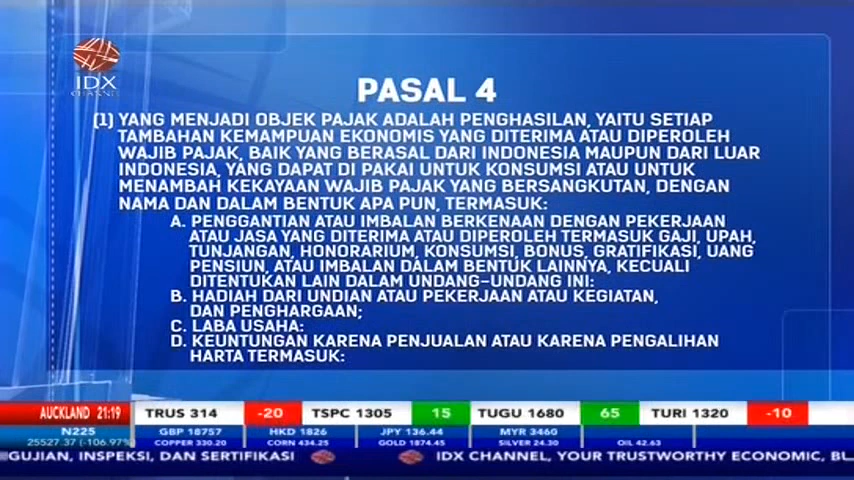 IDX
CHANNEL
PASAL 4
(1) YANG MENJADI OBJEK PAJAK ADALAH PENGHASILAN, YAITU SETIAP
TAMBAHAN KEMAMPUAN EKONOMIS YANG DITERIMA ATAU DIPEROLEH
WAJIB PAJAK, BAIK YANG BERASAL DARI INDONESIA MAUPUN DARI LUAR
INDONESIA, YANG DAPAT DI PAKAI UNTUK KONSUMSI ATAU UNTUK
MENAMBAH KEKAYAAN WAJIB PAJAK YANG BERSANGKUTAN, DENGAN
NAMA DAN DALAM BENTUK APA PUN, TERMASUK:
A. PENGGANTIAN ATAU IMBALAN BERKENAAN DENGAN PEKERJAAN
ATAU JASA YANG DITERIMA ATAU DIPEROLEH TERMASUK GAJI, UPAH,
TUNJANGAN, HONORARIUM, KONSUMSI, BONUS, GRATIFIKASI, UANG
PENSIUN, ATAU IMBALAN DALAM BENTUK LAINNYA, KECUALI
DITENTUKAN LAIN DALAM UNDANG-UNDANG INI:
B. HADIAH DARI UNDIAN ATAU PEKERJAAN ATAU KEGIATAN,
DAN PENGHARGAAN;
C. LABA USAHA:
D. KEUNTUNGAN KARENA PENJUALAN ATAU KARENA PENGALIHAN
HARTA TERMASUK:
AUCKLAND 21:19 TRUS 314 -20 TSPC 1305 15 TUGU 1680 65 TURI 1320 -10
N225 GBP 18757 HKD 1826 JPY 136.44 MYR 3460
25527.37 (-106.97%) COPPER 330.20 CORN 434.25 GOLD 1874.45 SILVER 24.30 OIL 42.63
GUJIAN, INSPEKSI, DAN SERTIFIKASI IDX CHANNEL, YOUR TRUSTWORTHY ECONOMIC, B